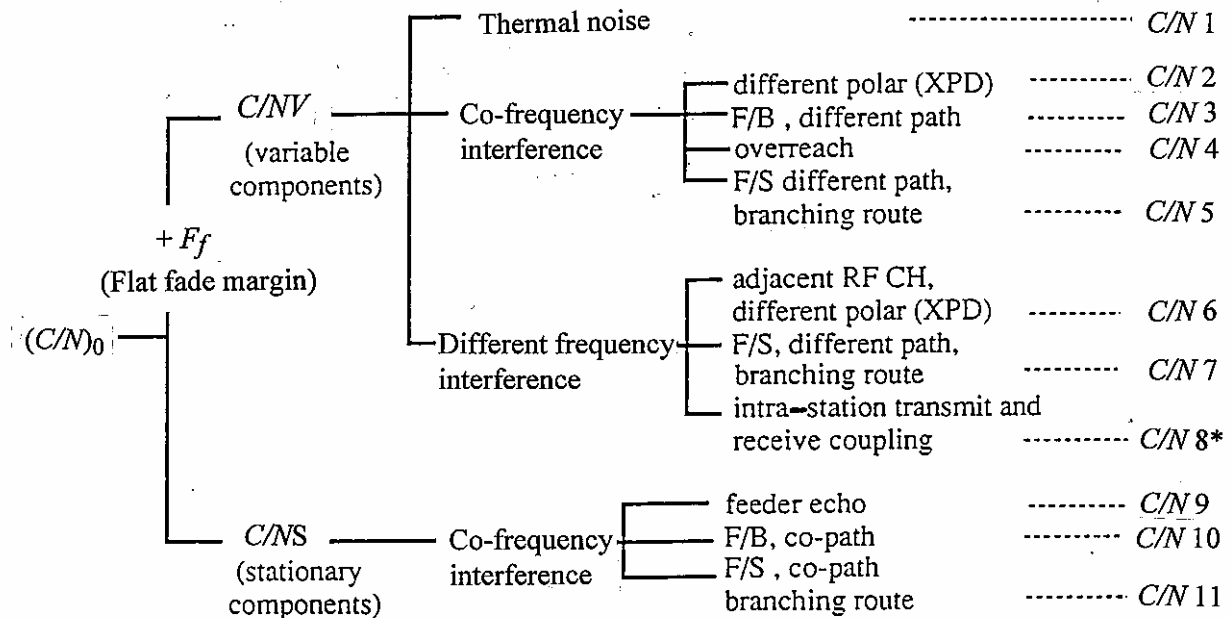 Thermal noise C/N 1
different polar (XPD) C/N 2
C/NV Co-frequency F/B , different path C/N 3
(variable interference overreach C/N 4
components) F/S different path,
branching route C/N 5
+ Ff
(Flat fade margin) adjacent RF CH,
different polar (XPD) C/N 6
(C/N)0 Different frequency F/S, different path,
interference branching route C/N 7
intra-station transmit and
receive coupling C/N 8*
feeder echo C/N 9
C/NS Co-frequency F/B, co-path C/N 10
(stationary interference F/S , co-path
components) branching route C/N 11